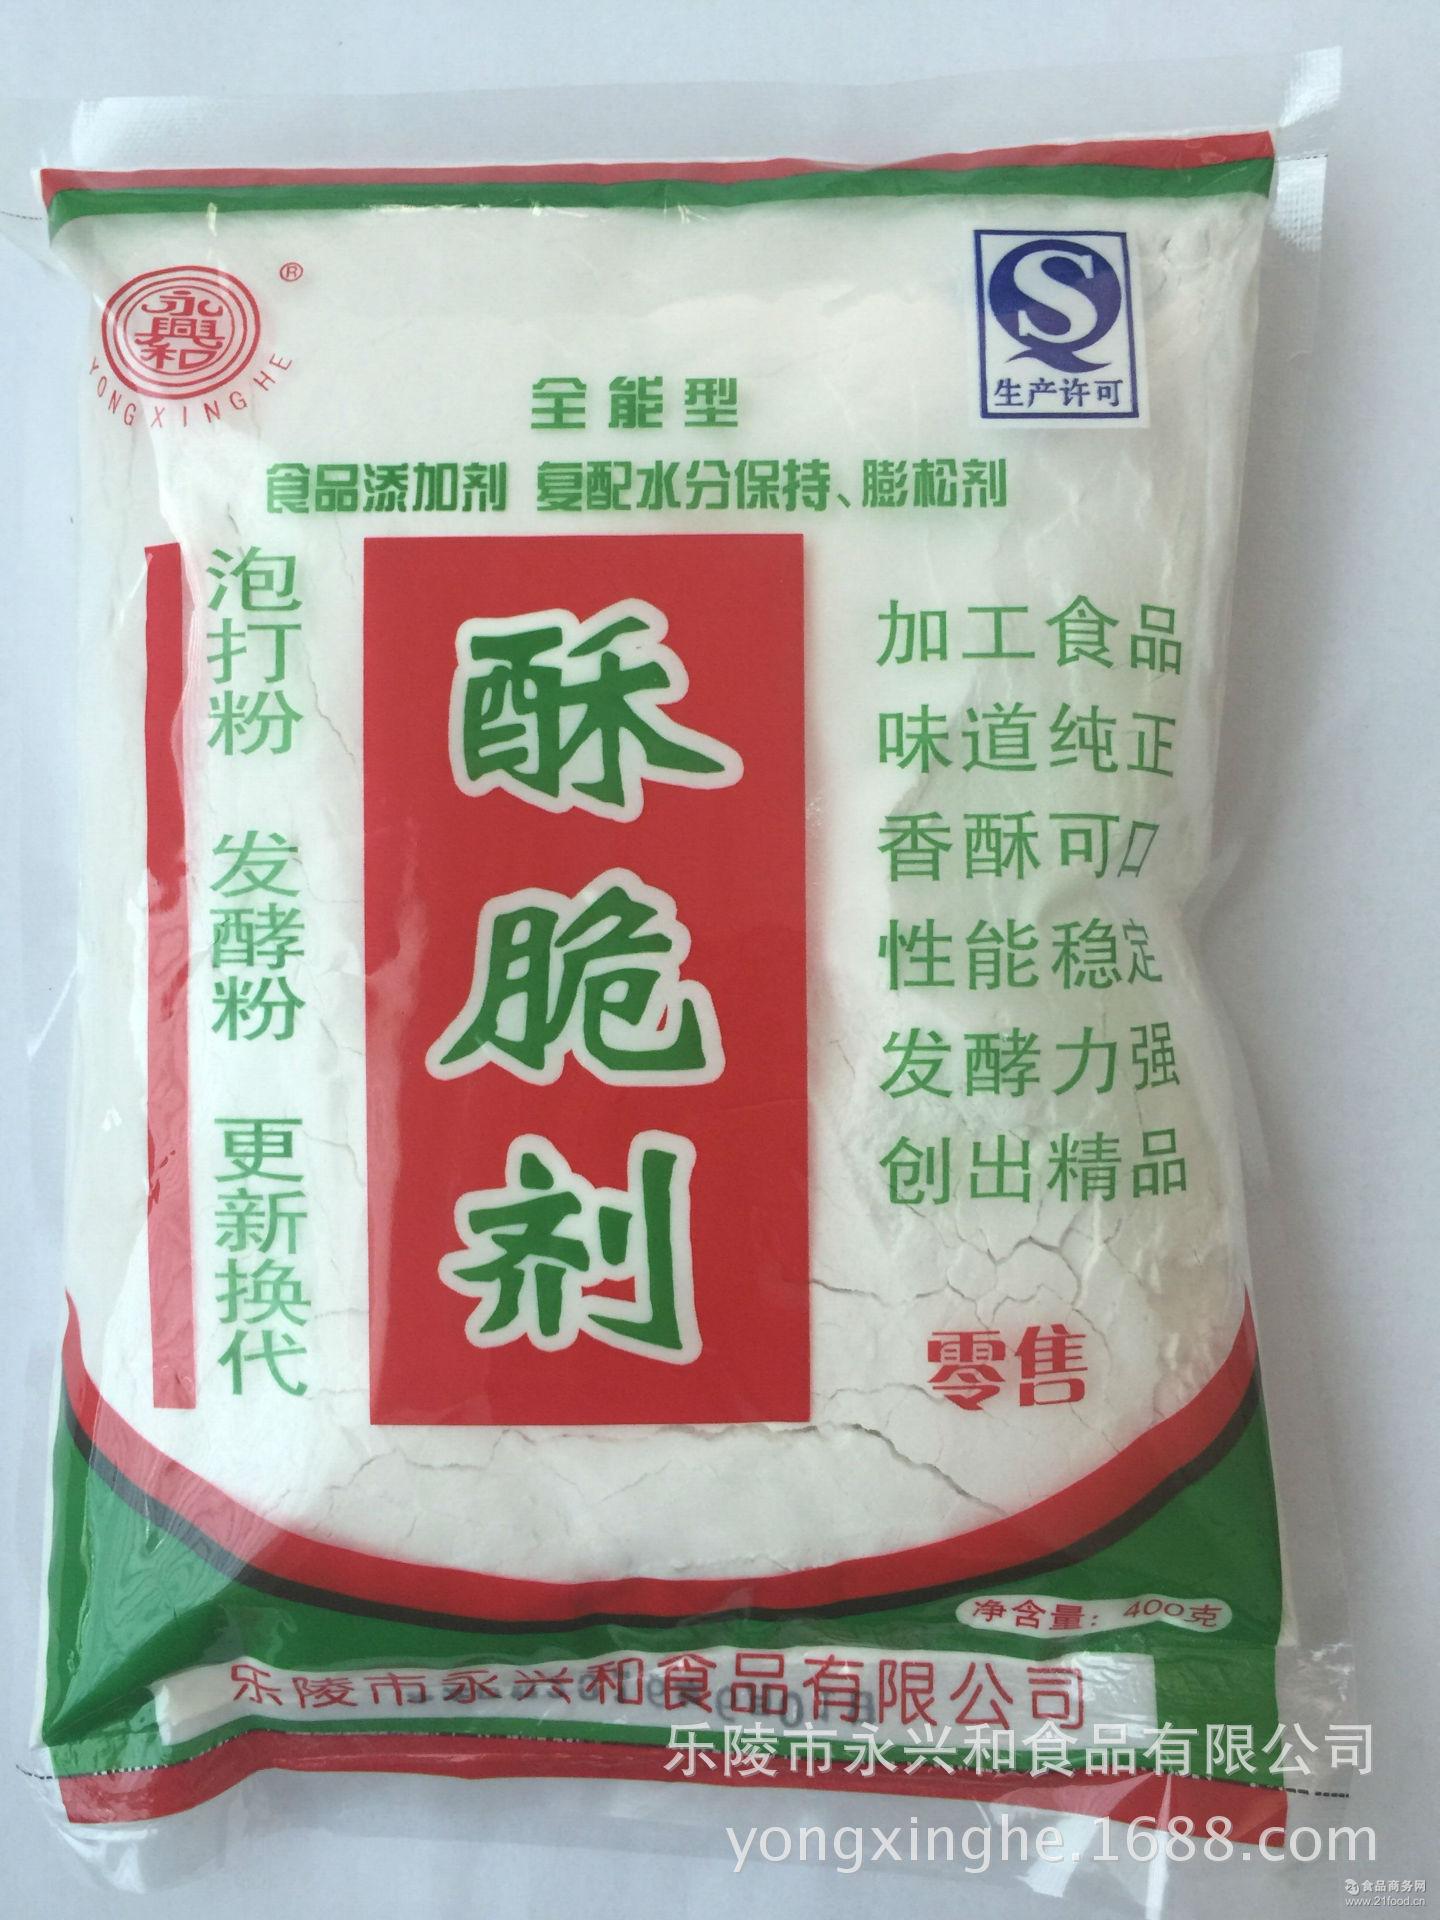 永興和
®
YONGXINGHE
QS
生产许可
全能型
食品添加剂 复配水分保持、膨松剂
泡打粉 发酵粉 更新换代
酥脆剂
加工食品
味道纯正
香酥可口
性能稳定
发酵力强
创出精品
零售
净含量：400克
乐陵市永兴和食品有限公司
乐陵市永兴和食品有限公司
yongxinghe.1688.com
21食品商务网
www.21food.cn